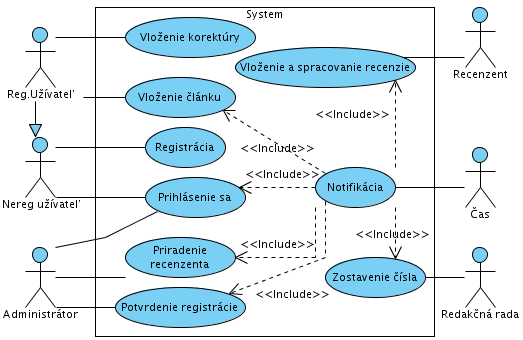 System
Vloženie korektúry
Reg.Užívateľ
Vloženie a spracovanie recenzie
Recenzent
Vloženie článku
<<Include>>
Registrácia
<<Include>>
<<Include>>
Nereg užívateľ
Prihlásenie sa
Notifikácia
Čas
<<Include>>
<<Include>>
Priradenie
recenzenta
Zostavenie čísla
<<Include>>
Administrátor
Potvrdenie registrácie
Redakčná rada